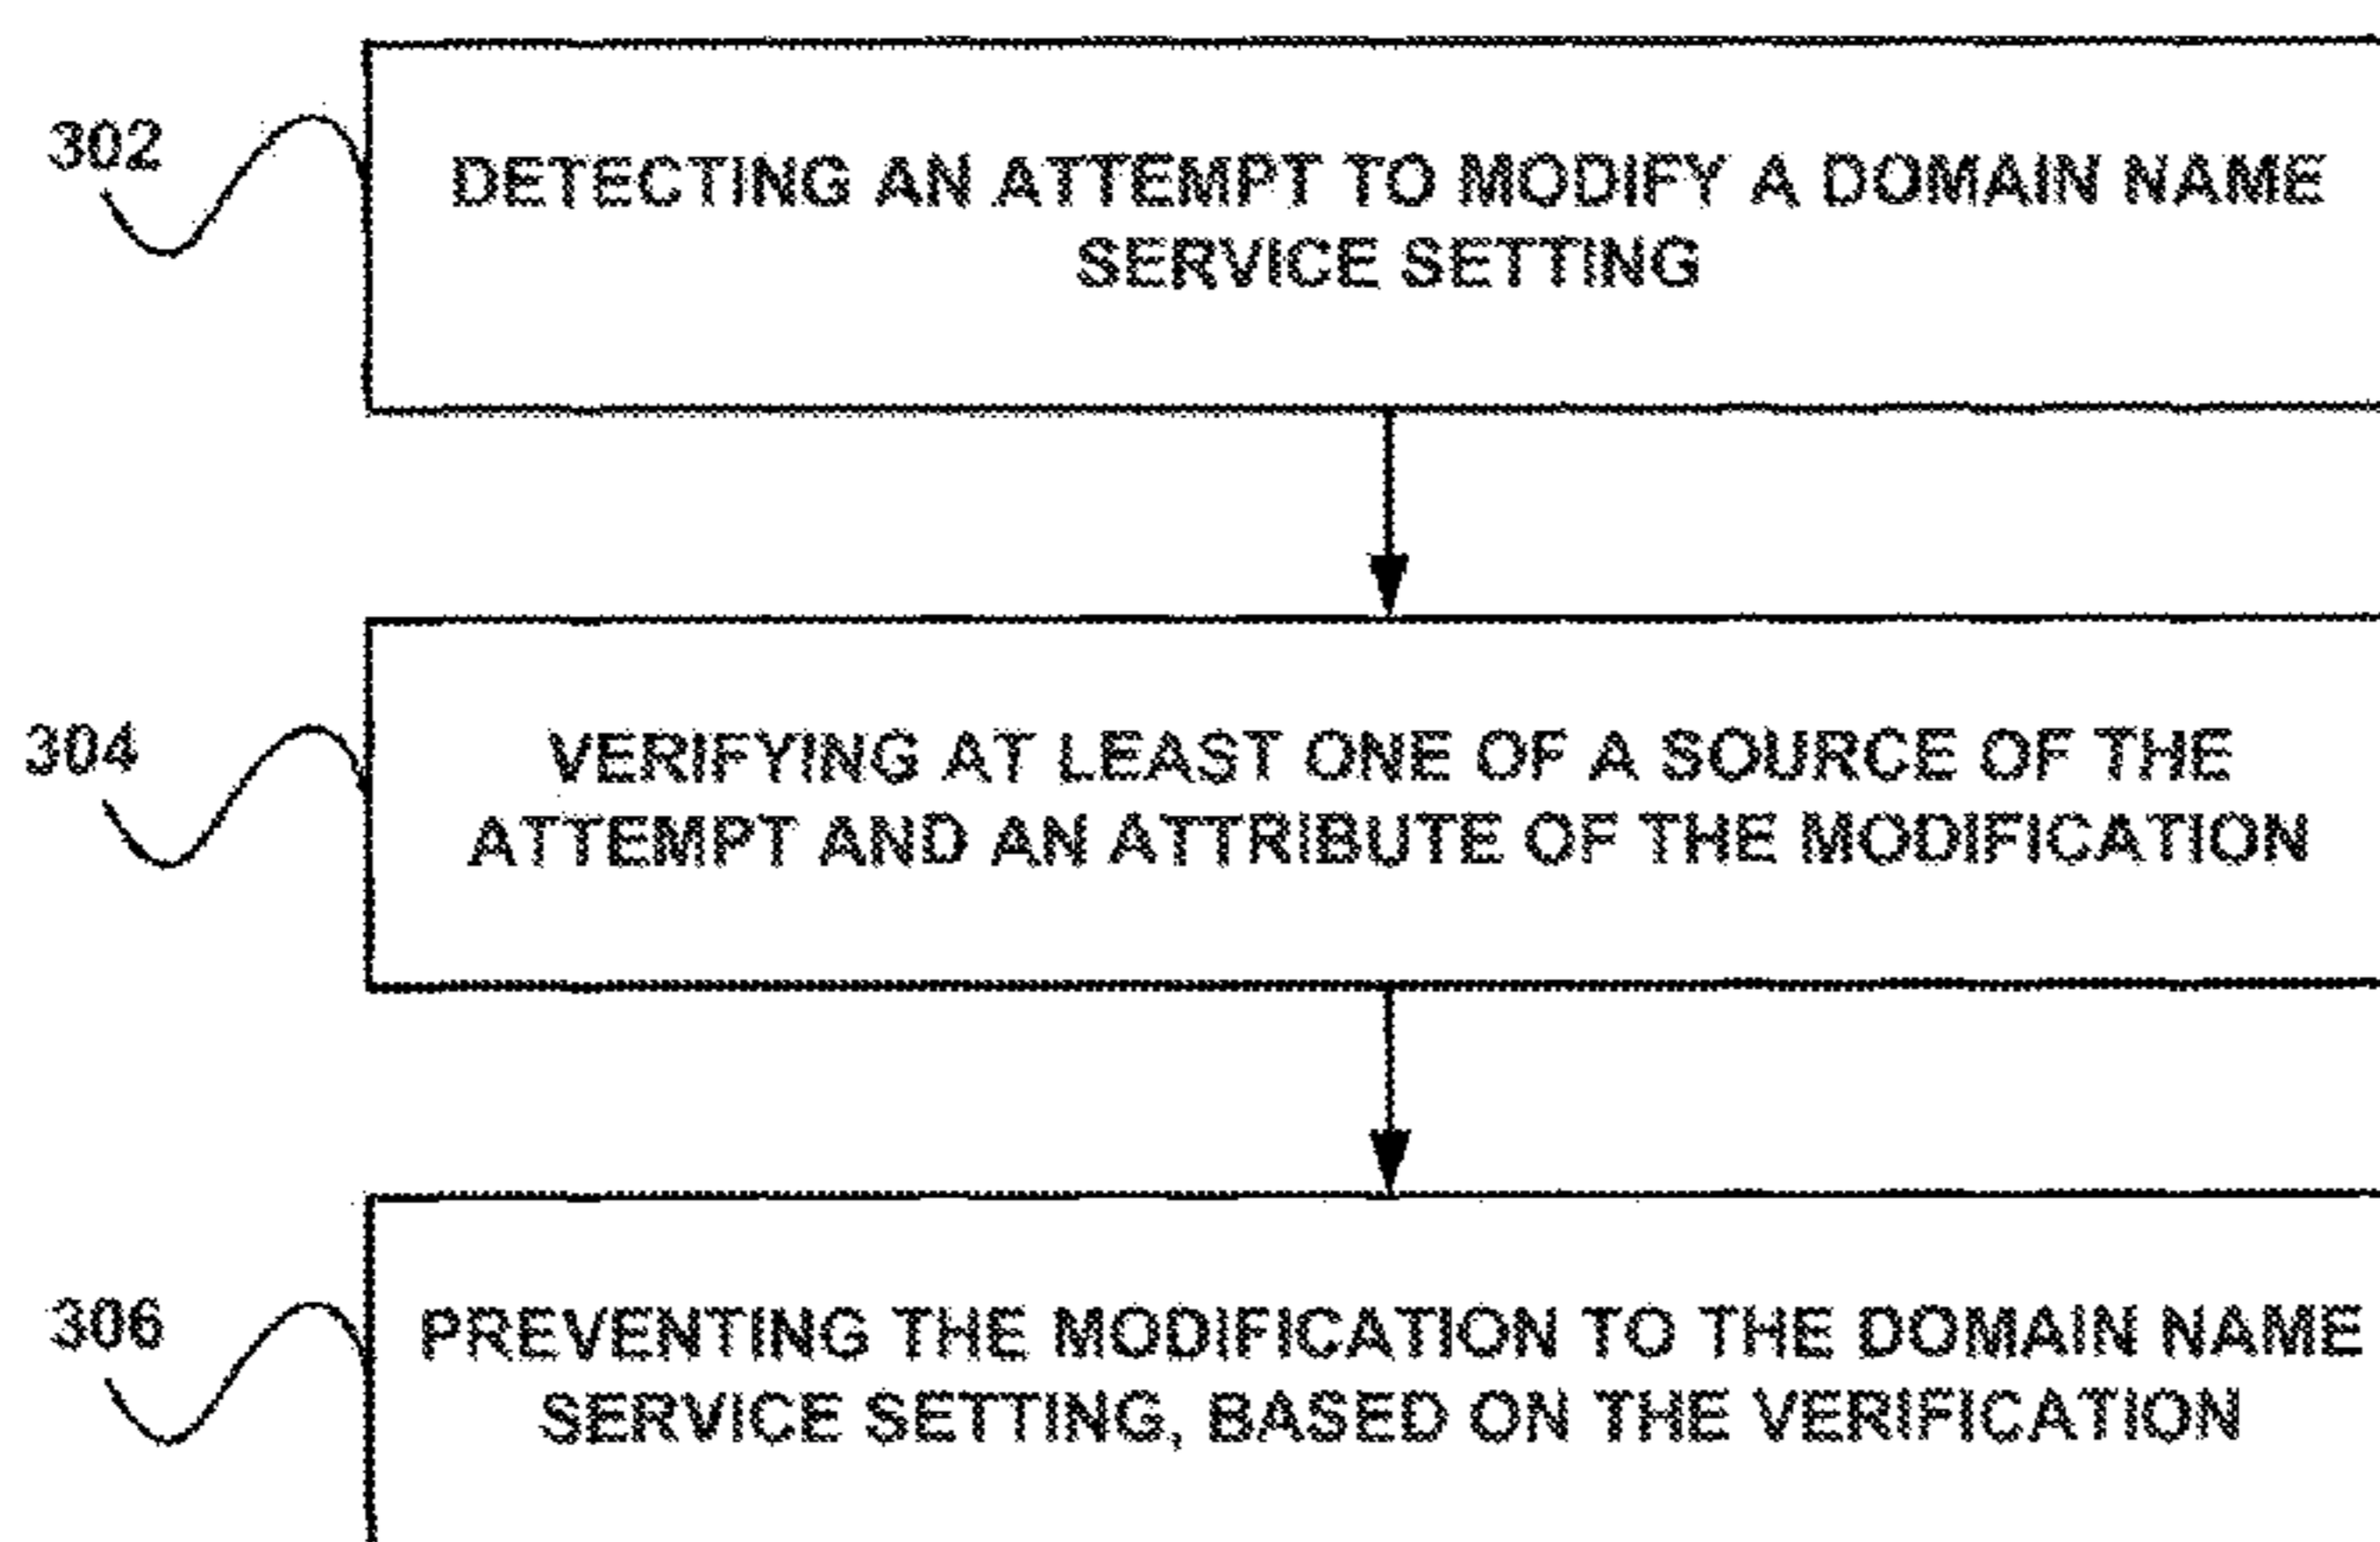 302
DETECTING AN ATTEMPT TO MODIFY A DOMAIN NAME
SERVICE SETTING
304
VERIFYING AT LEAST ONE OF A SOURCE OF THE
ATTEMPT AND AN ATTRIBUTE OF THE MODIFICATION
306
PREVENTING THE MODIFICATION TO THE DOMAIN NAME
SERVICE SETTING, BASED ON THE VERIFICATION